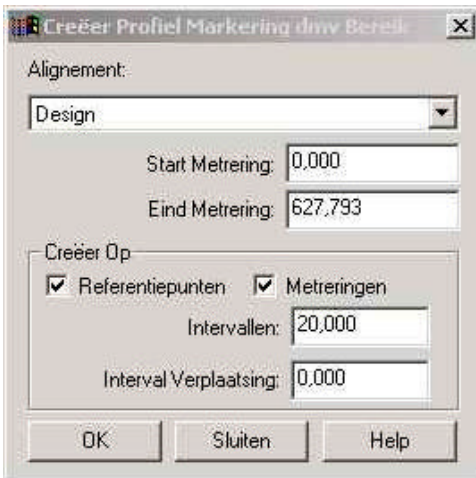 Creëer Profiel Markering dmv Bereik
Alignement:
Design
Start Metrering: 0,000
Eind Metrering: 627,793
Creëer Op
Referentiepunten Metreringen
Intervallen: 20,000
Interval Verplaatsing: 0,000
OK Sluiten Help